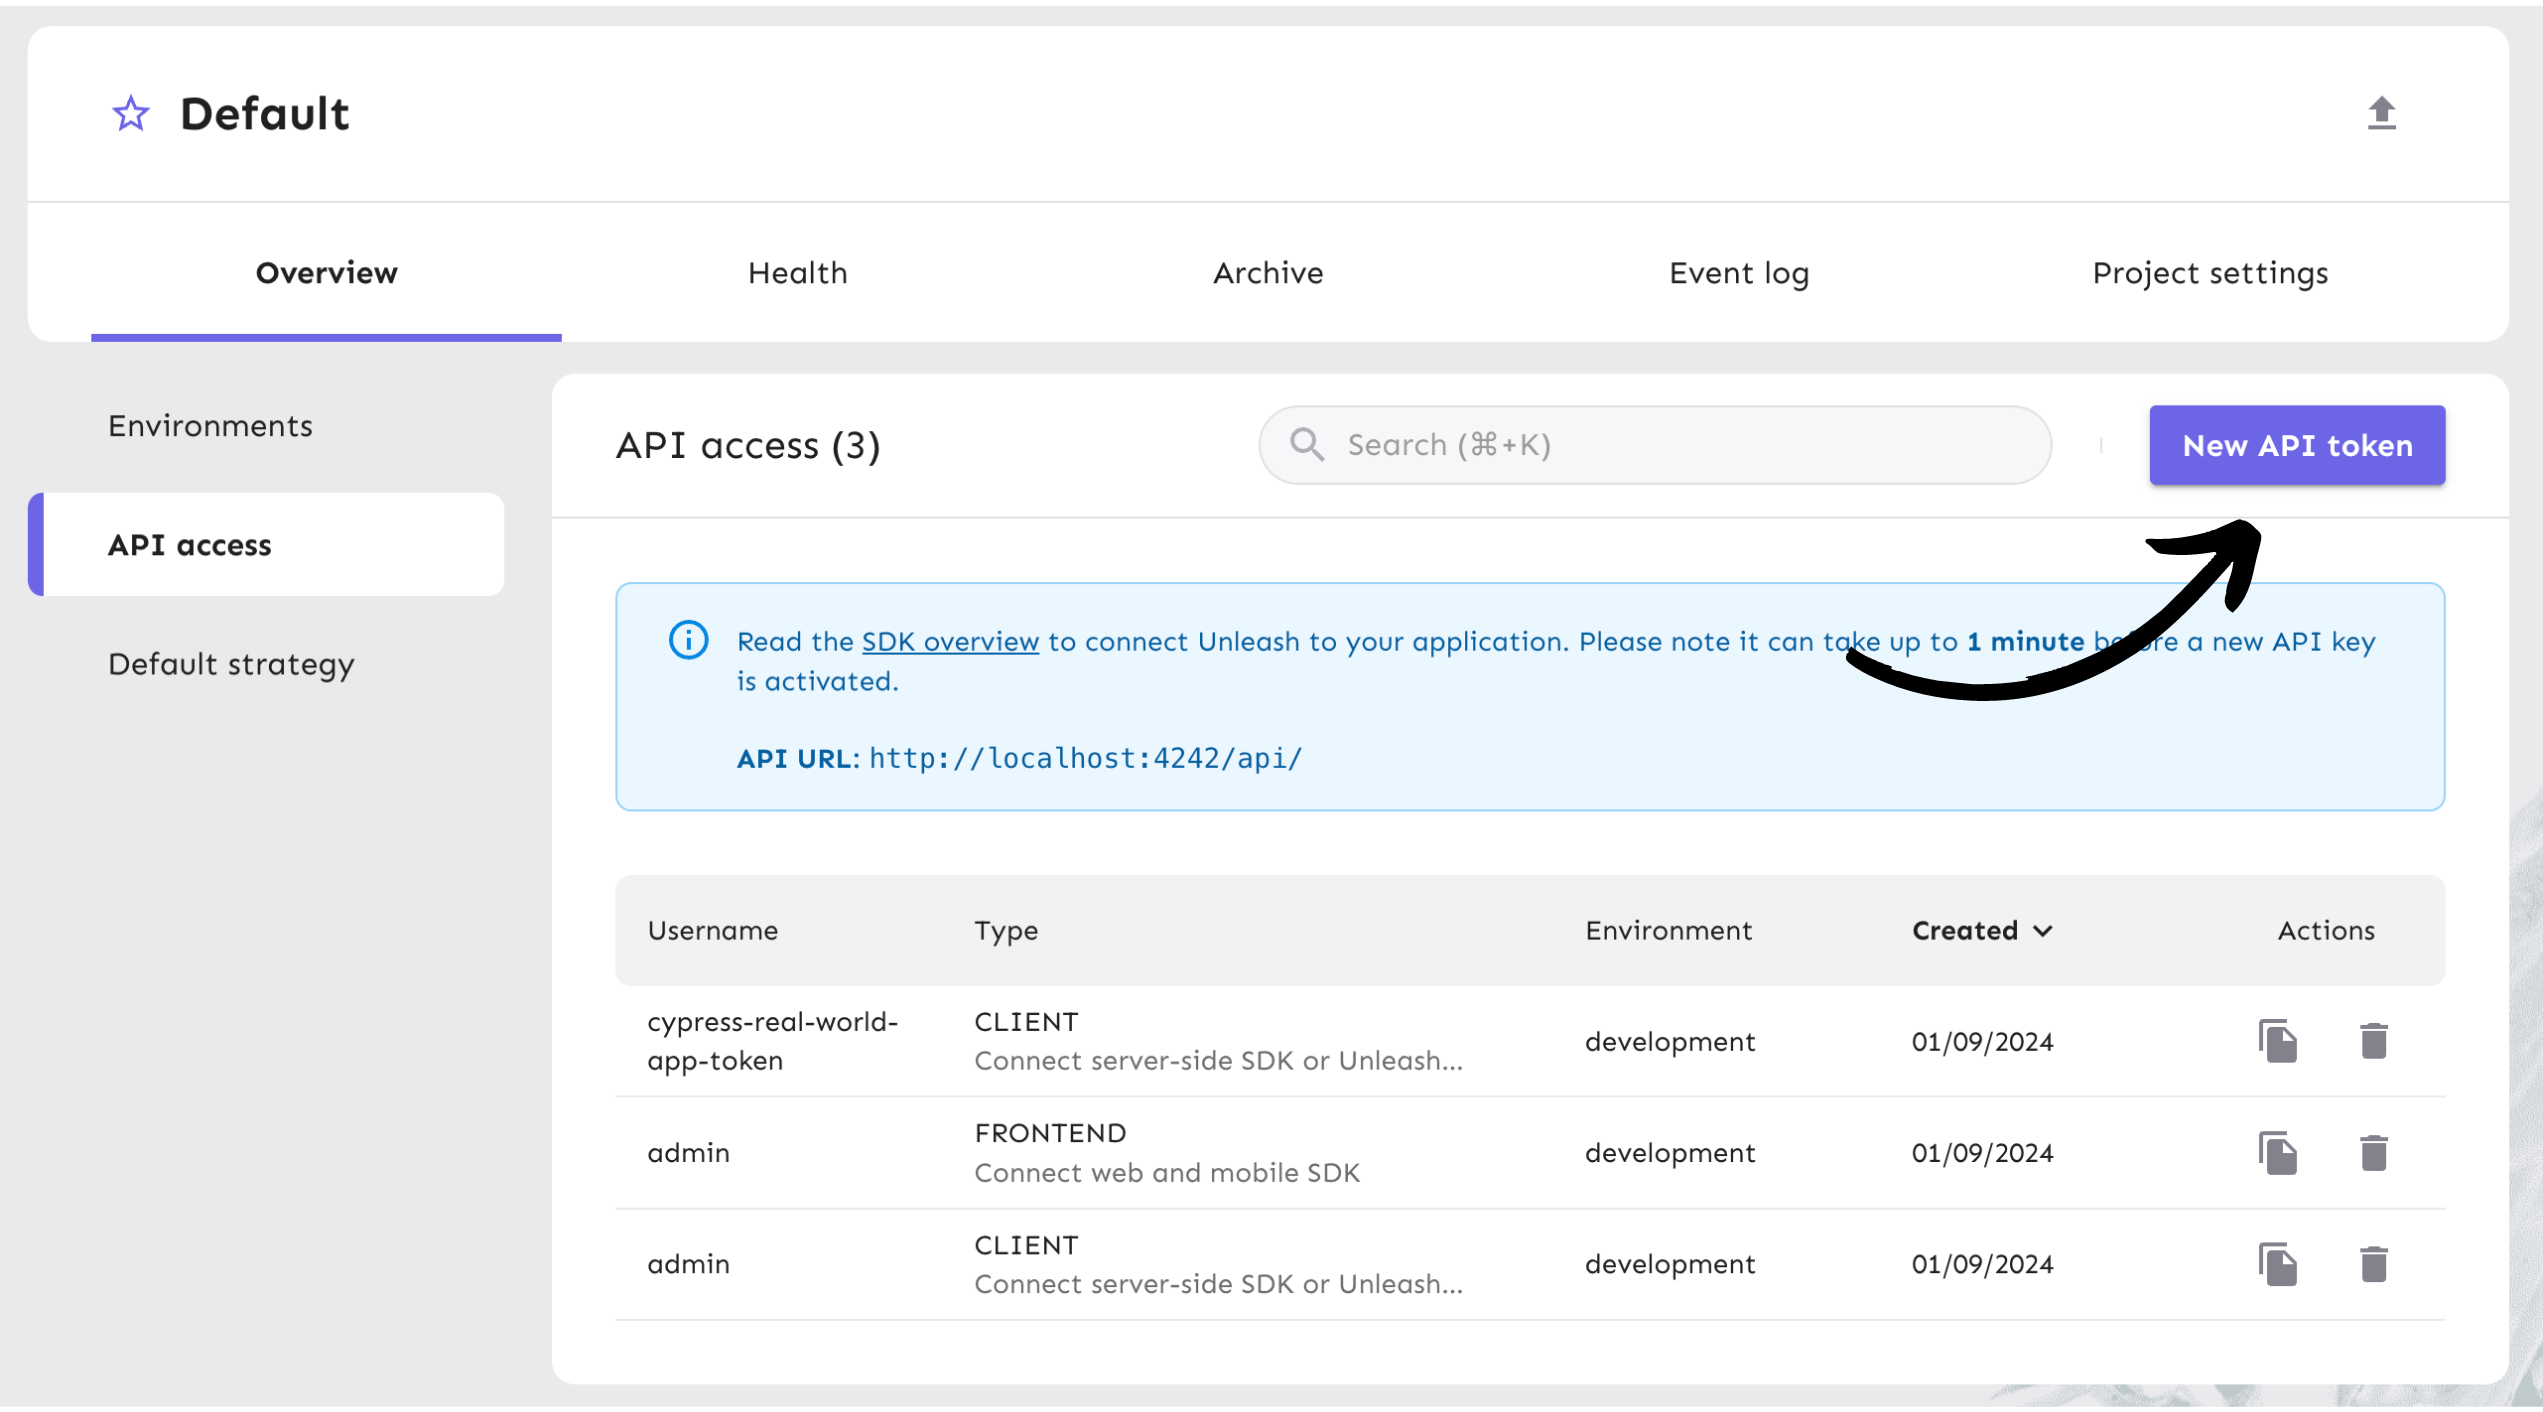 Default
Overview
Health
Archive
Event log
Project settings
Environments
API access
Default strategy
API access (3)
Search (⌘+K)
New API token
Read the SDK overview to connect Unleash to your application. Please note it can take up to 1 minute before a new API key
is activated.
API URL: http://localhost:4242/api/
Username Type Environment Created Actions
cypress-real-world-
app-token
CLIENT
Connect server-side SDK or Unleash...
development
01/09/2024
admin
FRONTEND
Connect web and mobile SDK
development
01/09/2024
admin
CLIENT
Connect server-side SDK or Unleash...
development
01/09/2024